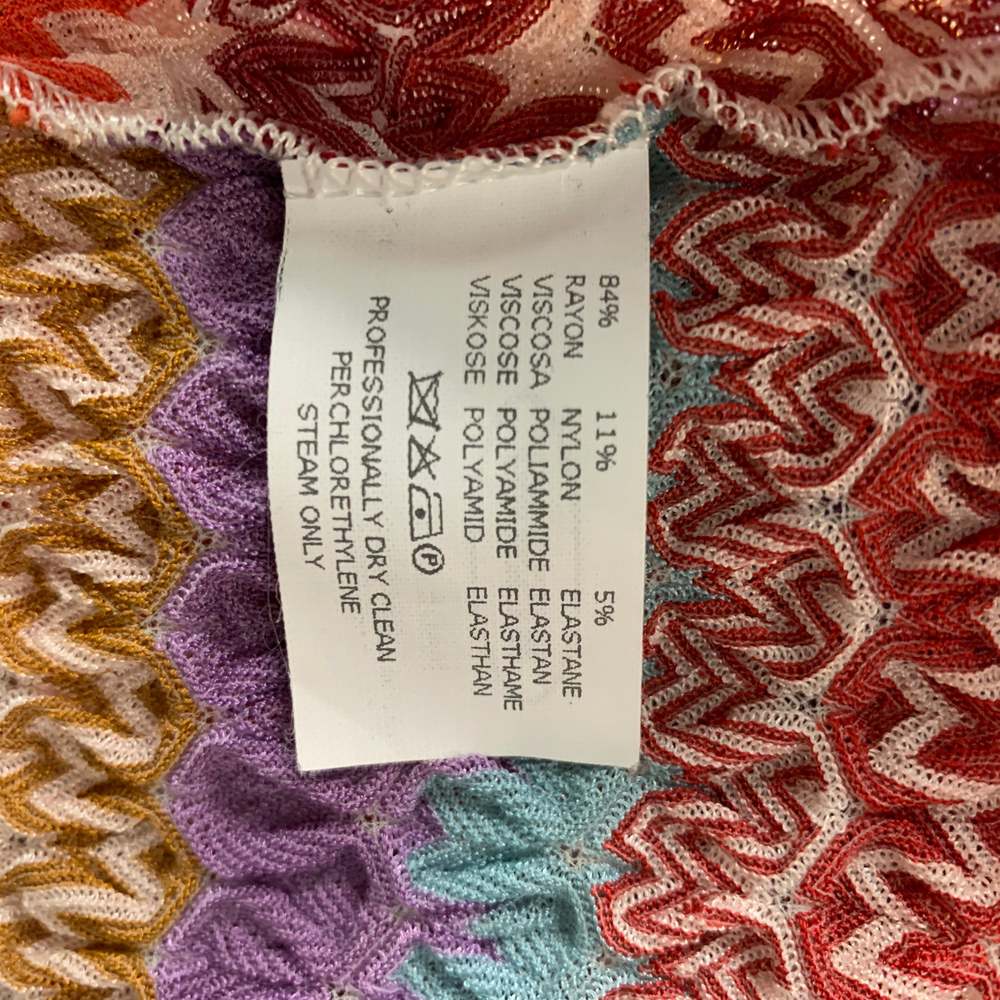 84% 11% 5%
RAYON NYLON ELASTANE
VISCOSA POLIAMMIDE ELASTAN
VISCOSE POLYAMIDE ELASTHAME
VISKOSE POLYAMID ELASTHAN
P
PROFESSIONALLY DRY CLEAN
PERCHLORETHYLENE
STEAM ONLY